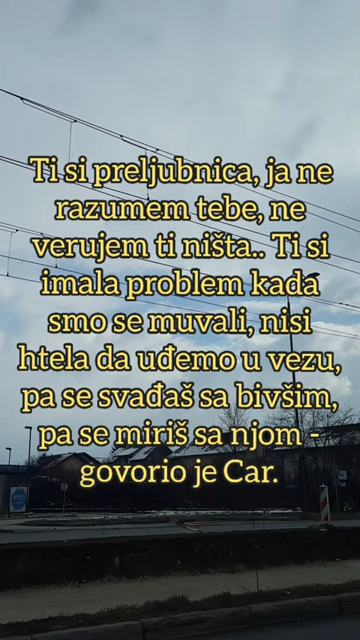 Ti si preljubnica, ja ne
razumem tebe, ne
verujem ti ništa.. Ti si
imala problem kada
smo se muvali, nisi
htela da uđemo u vezu,
pa se svađaš sa bivšim,
pa se miriš sa njom -
govorio je Car.